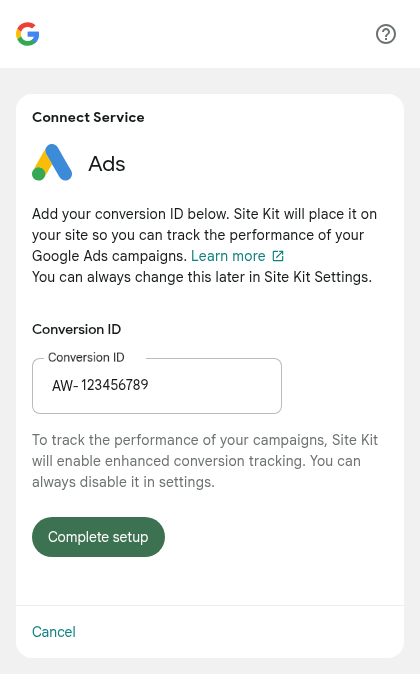 Connect Service
Ads
Add your conversion ID below. Site Kit will place it on
your site so you can track the performance of your
Google Ads campaigns. Learn more
You can always change this later in Site Kit Settings.
Conversion ID
Conversion ID
AW- 123456789
To track the performance of your campaigns, Site Kit
will enable enhanced conversion tracking. You can
always disable it in settings.
Complete setup
Cancel